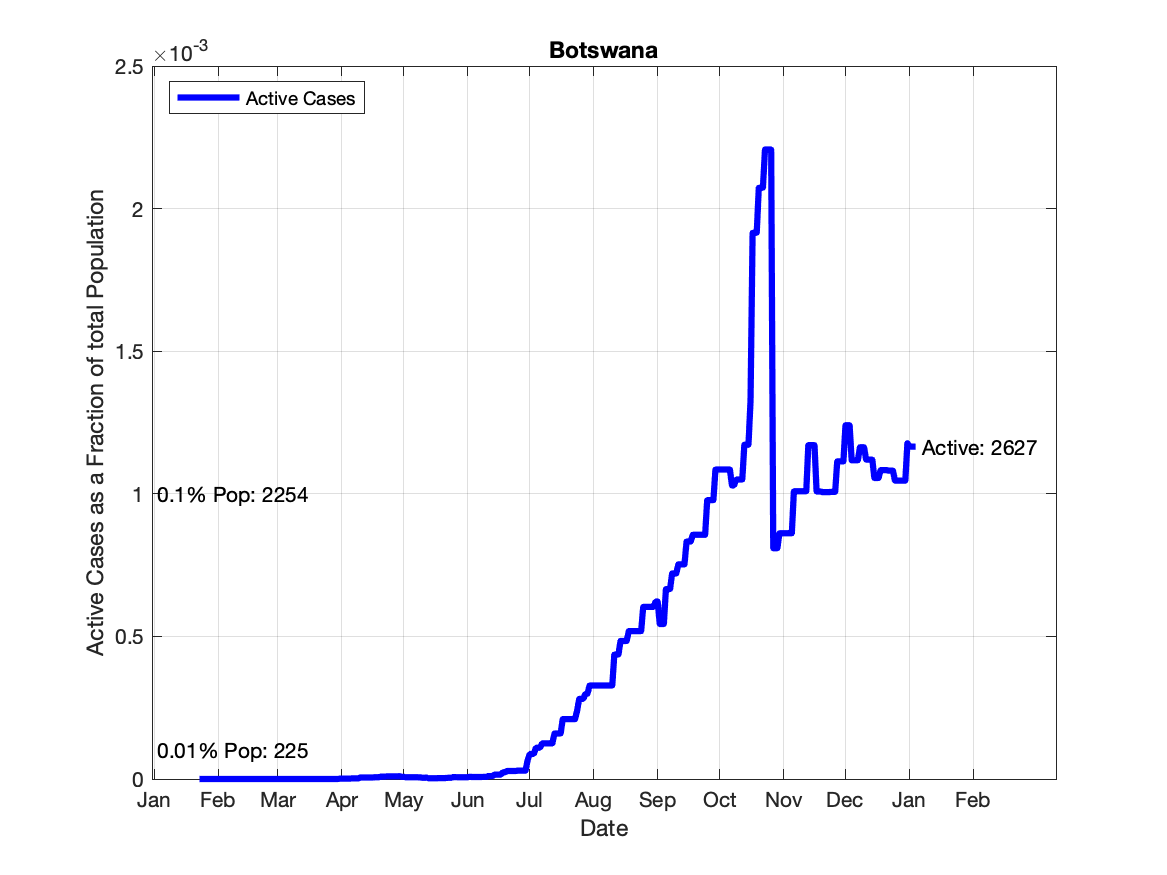 Botswana
×10-3
2.5
2
1.5
1
0.5
0
Active Cases
Active: 2627
0.1% Pop: 2254
0.01% Pop: 225
Active Cases as a Fraction of total Population
Jan Feb Mar Apr May Jun Jul Aug Sep Oct Nov Dec Jan Feb
Date